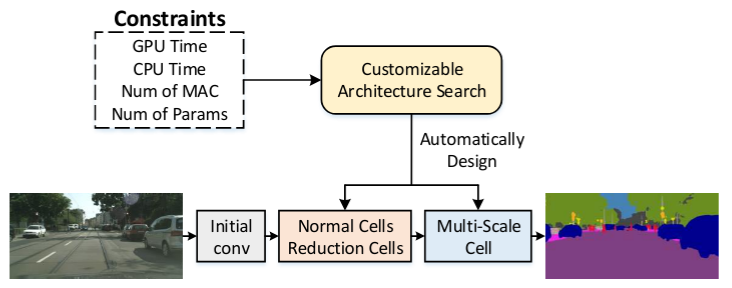 Constraints
GPU Time
CPU Time
Num of MAC
Num of Params
Customizable
Architecture Search
Automatically
Design
Initial
conv
Normal Cells
Reduction Cells
Multi-Scale
Cell